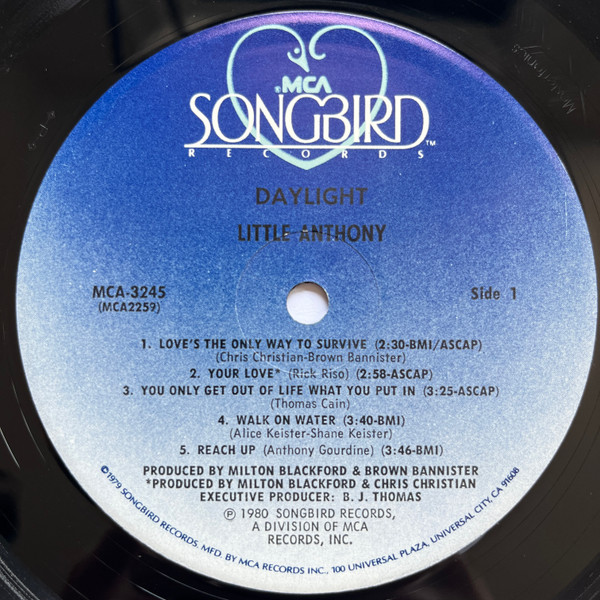 MCA
SONGBIRD™
RECORDS
DAYLIGHT
LITTLE ANTHONY
MCA-3245
(MCA2259)
Side 1
1. LOVE'S THE ONLY WAY TO SURVIVE (2:30-BMI/ASCAP)
(Chris Christian-Brown Bannister)
2. YOUR LOVE* (Rick Riso) (2:58-ASCAP)
3. YOU ONLY GET OUT OF LIFE WHAT YOU PUT IN (3:25-ASCAP)
(Thomas Cain)
4. WALK ON WATER (3:40-BMI)
(Alice Keister-Shane Keister)
5. REACH UP (Anthony Gourdine) (3:46-BMI)
PRODUCED BY MILTON BLACKFORD & BROWN BANNISTER
*PRODUCED BY MILTON BLACKFORD & CHRIS CHRISTIAN
EXECUTIVE PRODUCER: B. J. THOMAS
℗ 1980 SONGBIRD RECORDS,
A DIVISION OF MCA
RECORDS, INC.
©1979 SONGBIRD RECORDS. MFD. BY MCA RECORDS INC., 100 UNIVERSAL PLAZA, UNIVERSAL CITY, CA 91608